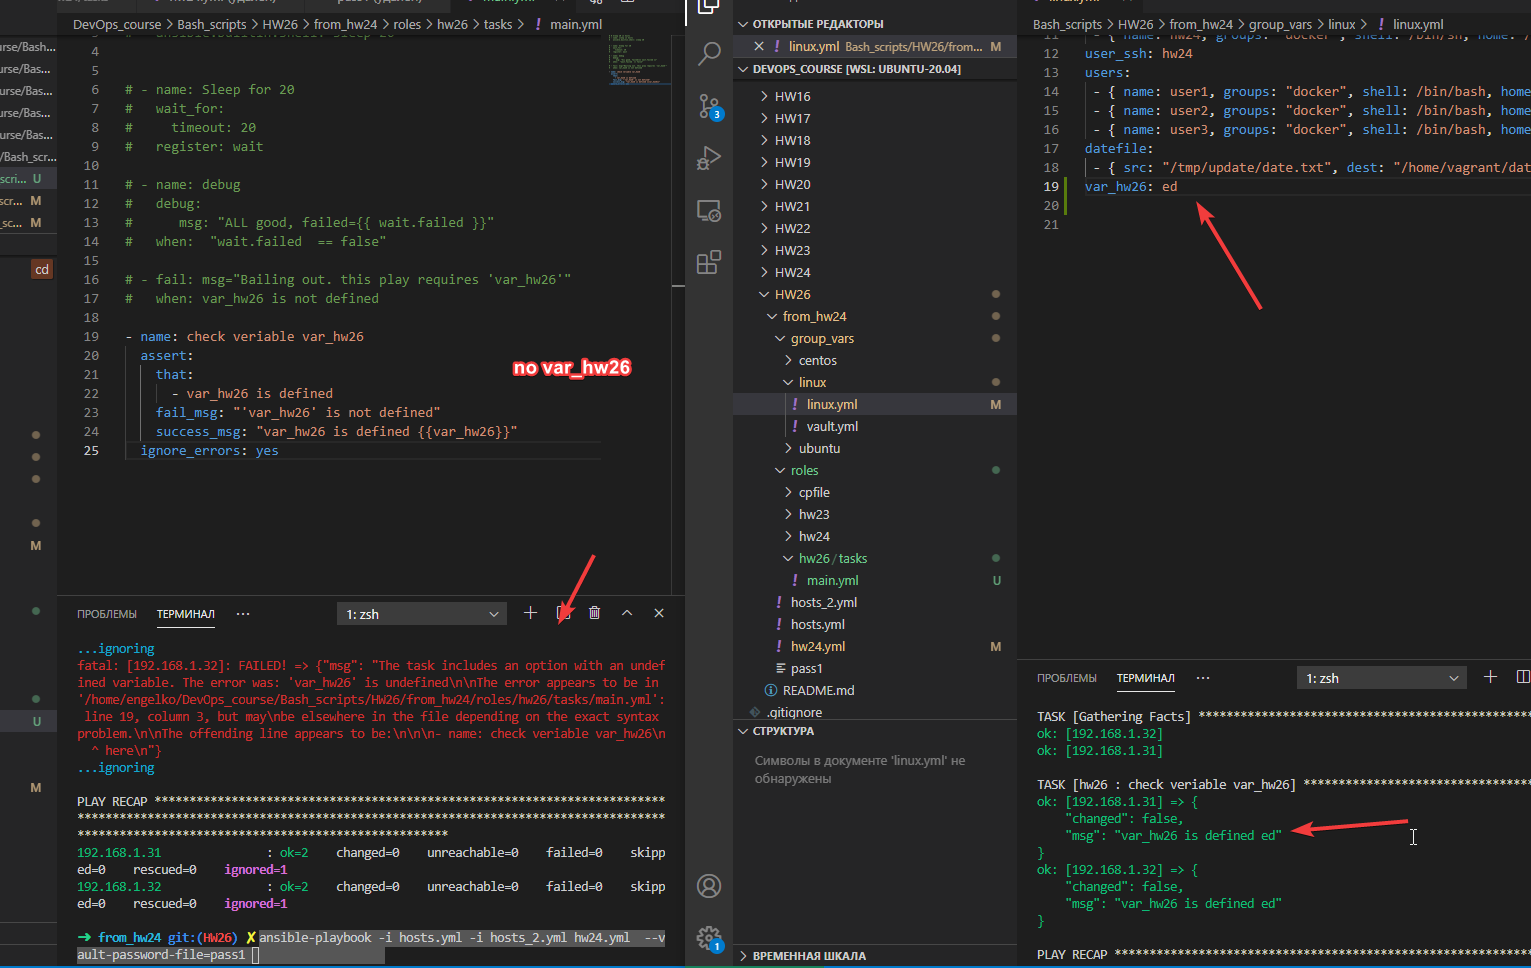 DevOps_course > Bash_scripts > HW26 > from_hw24 > roles > hw26 > tasks > ! main.yml
4
5
6 # - name: Sleep for 20
7 #   wait_for:
8 #     timeout: 20
9 #   register: wait
10
11 # - name: debug
12 #   debug:
13 #      msg: "ALL good, failed={{ wait.failed }}"
14 #   when:  "wait.failed  == false"
15
16 # - fail: msg="Bailing out. this play requires 'var_hw26'"
17 #   when: var_hw26 is not defined
18
19 - name: check veriable var_hw26
20   assert:
21     that:
22       - var_hw26 is defined
23     fail_msg: "'var_hw26' is not defined"
24     success_msg: "var_hw26 is defined {{var_hw26}}"
25   ignore_errors: yes
no var_hw26
urse/Bash...
urse/Bas...
urse/Bas...
urse/Bas...
urse/Bas...
/Bash_scr...
scri... U
scr... M
_sc... M
cd
M
U
M
ПРОБЛЕМЫ ТЕРМИНАЛ ··· 1: zsh
...ignoring
fatal: [192.168.1.32]: FAILED! => {"msg": "The task includes an option with an undef
ined variable. The error was: 'var_hw26' is undefined\n\nThe error appears to be in
'/home/engelko/DevOps_course/Bash_scripts/HW26/from_hw24/roles/hw26/tasks/main.yml':
line 19, column 3, but may\nbe elsewhere in the file depending on the exact syntax
problem.\n\nThe offending line appears to be:\n\n\n- name: check veriable var_hw26\n
^ here\n"}
...ignoring
PLAY RECAP ***************************************************************************
************************************************************************************
*****************************************************
192.168.1.31 : ok=2 changed=0 unreachable=0 failed=0 skipp
ed=0 rescued=0 ignored=1
192.168.1.32 : ok=2 changed=0 unreachable=0 failed=0 skipp
ed=0 rescued=0 ignored=1
➜ from_hw24 git:(HW26) ✗ ansible-playbook -i hosts.yml -i hosts_2.yml hw24.yml --v
ault-password-file=pass1
3
1
ОТКРЫТЫЕ РЕДАКТОРЫ
× ! linux.yml Bash_scripts/HW26/from... M
DEVOPS_COURSE [WSL: UBUNTU-20.04]
HW16
HW17
HW18
HW19
HW20
HW21
HW22
HW23
HW24
HW26
from_hw24
group_vars
centos
linux
! linux.yml M
! vault.yml
ubuntu
roles
cpfile
hw23
hw24
hw26/tasks
! main.yml U
! hosts_2.yml
! hosts.yml
! hw24.yml M
pass1
README.md
.gitignore
СТРУКТУРА
Символы в документе 'linux.yml' не
обнаружены
ВРЕМЕННАЯ ШКАЛА
Bash_scripts > HW26 > from_hw24 > group_vars > linux > ! linux.yml
11 - { name: hw24, groups: "docker", shell: /bin/sh, home: /
12 user_ssh: hw24
13 users:
14 - { name: user1, groups: "docker", shell: /bin/bash, home
15 - { name: user2, groups: "docker", shell: /bin/bash, home
16 - { name: user3, groups: "docker", shell: /bin/bash, home
17 datefile:
18 - { src: "/tmp/update/date.txt", dest: "/home/vagrant/dat
19 var_hw26: ed
20
21
ПРОБЛЕМЫ ТЕРМИНАЛ ··· 1: zsh
TASK [Gathering Facts] ***********************************************
ok: [192.168.1.32]
ok: [192.168.1.31]
TASK [hw26 : check veriable var_hw26] ********************************
ok: [192.168.1.31] => {
"changed": false,
"msg": "var_hw26 is defined ed"
}
ok: [192.168.1.32] => {
"changed": false,
"msg": "var_hw26 is defined ed"
}
PLAY RECAP ***********************************************************